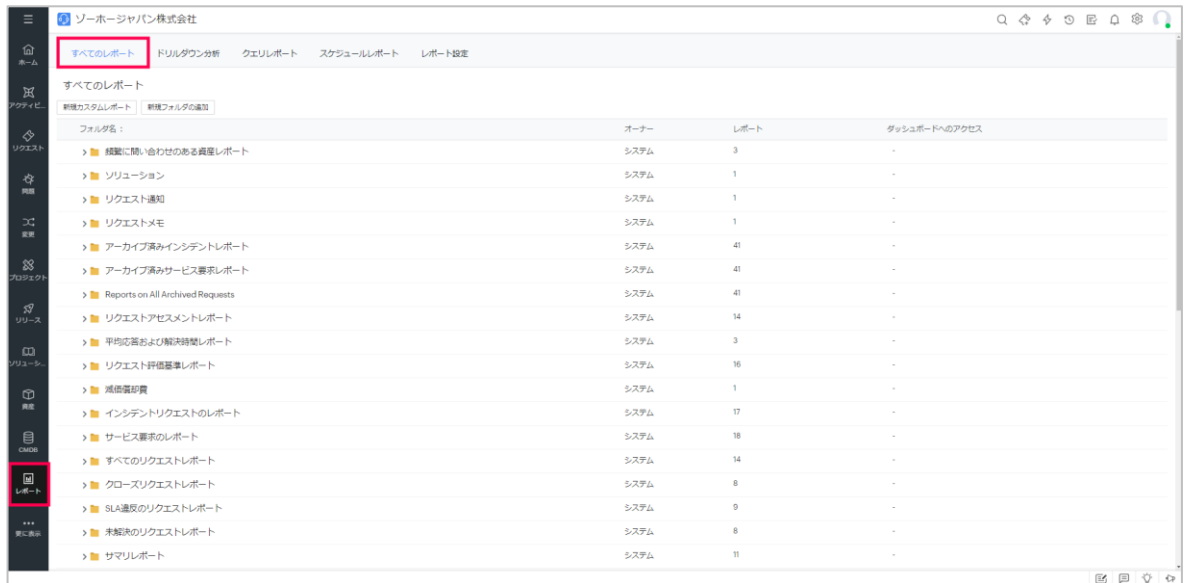 ゾーホージャパン株式会社
すべてのレポート ドリルダウン分析 クエリレポート スケジュールレポート レポート設定
すべてのレポート
新規カスタムレポート 新規フォルダの追加
フォルダ名 : オーナー レポート ダッシュボードへのアクセス
頻繁に問い合わせのある資産レポート システム 3 -
ソリューション システム 1 -
リクエスト通知 システム 1 -
リクエストメモ システム 1 -
アーカイブ済みインシデントレポート システム 41 -
アーカイブ済みサービス要求レポート システム 41 -
Reports on All Archived Requests システム 41 -
リクエストアセスメントレポート システム 14 -
平均応答および解決時間レポート システム 3 -
リクエスト評価基準レポート システム 16 -
減価償却費 システム 1 -
インシデントリクエストのレポート システム 17 -
サービス要求のレポート システム 18 -
すべてのリクエストレポート システム 14 -
クローズリクエストレポート システム 8 -
SLA違反のリクエストレポート システム 9 -
未解決のリクエストレポート システム 8 -
サマリレポート システム 11 -
ホーム
アクティビ...
リクエスト
問題
変更
プロジェクト
リリース
ソリューシ...
資産
CMDB
レポート
更に表示